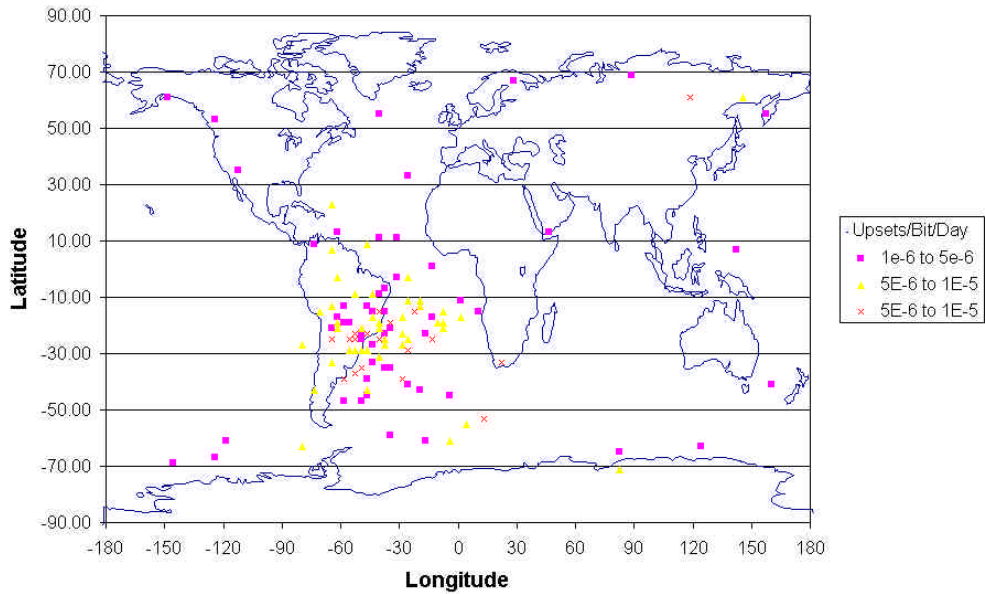 90.00
70.00
50.00
30.00
10.00
-10.00
-30.00
-50.00
-70.00
-90.00
Latitude
-180 -150 -120 -90 -60 -30 0 30 60 90 120 150 180
Longitude
Upsets/Bit/Day
1e-6 to 5e-6
5E-6 to 1E-5
5E-6 to 1E-5